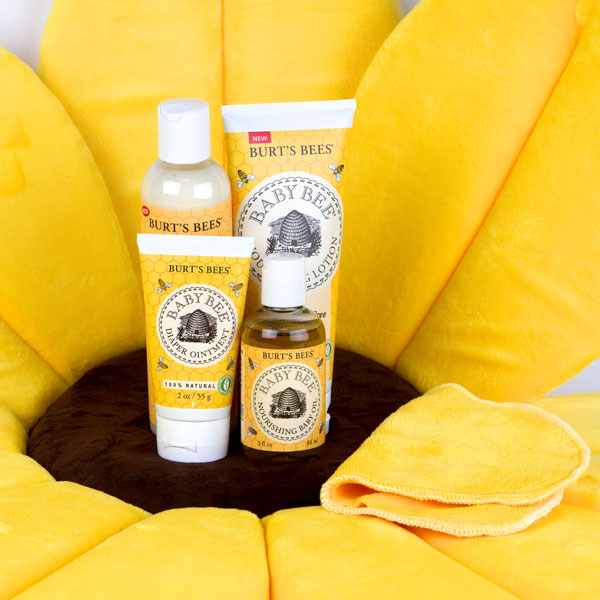 NEW
BURT'S BEES®
BABY BEE®
LOTION
BURT'S BEES®
BURT'S BEES®
BABY BEE®
DIAPER OINTMENT
100% NATURAL
2 oz / 55 g
BURT'S BEES®
BABY BEE®
NOURISHING BABY OIL